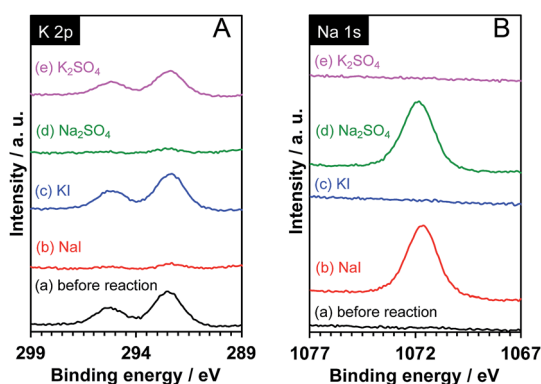 K 2p
A
(e) K₂SO₄
(d) Na₂SO₄
(c) KI
(b) NaI
(a) before reaction
Intensity / a. u.
299 294 289
Binding energy / eV
Na 1s
B
(e) K₂SO₄
(d) Na₂SO₄
(c) KI
(b) NaI
(a) before reaction
Intensity / a. u.
1077 1072 1067
Binding energy / eV